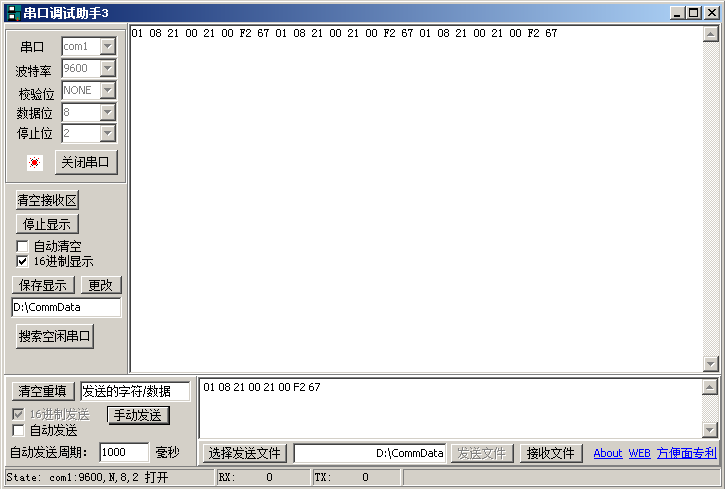 串口调试助手3
串口 com1
波特率 9600
校验位 NONE
数据位 8
停止位 2
关闭串口
01 08 21 00 21 00 F2 67 01 08 21 00 21 00 F2 67 01 08 21 00 21 00 F2 67
清空接收区
停止显示
自动清空
16进制显示
保存显示 更改
D:\CommData
搜索空闲串口
清空重填 发送的字符/数据
16进制发送 手动发送
自动发送
自动发送周期: 1000 毫秒
01 08 21 00 21 00 F2 67
选择发送文件 D:\CommData 发送文件 接收文件 About WEB 方便面专利
State: com1:9600,N,8,2 打开 RX: 0 TX: 0